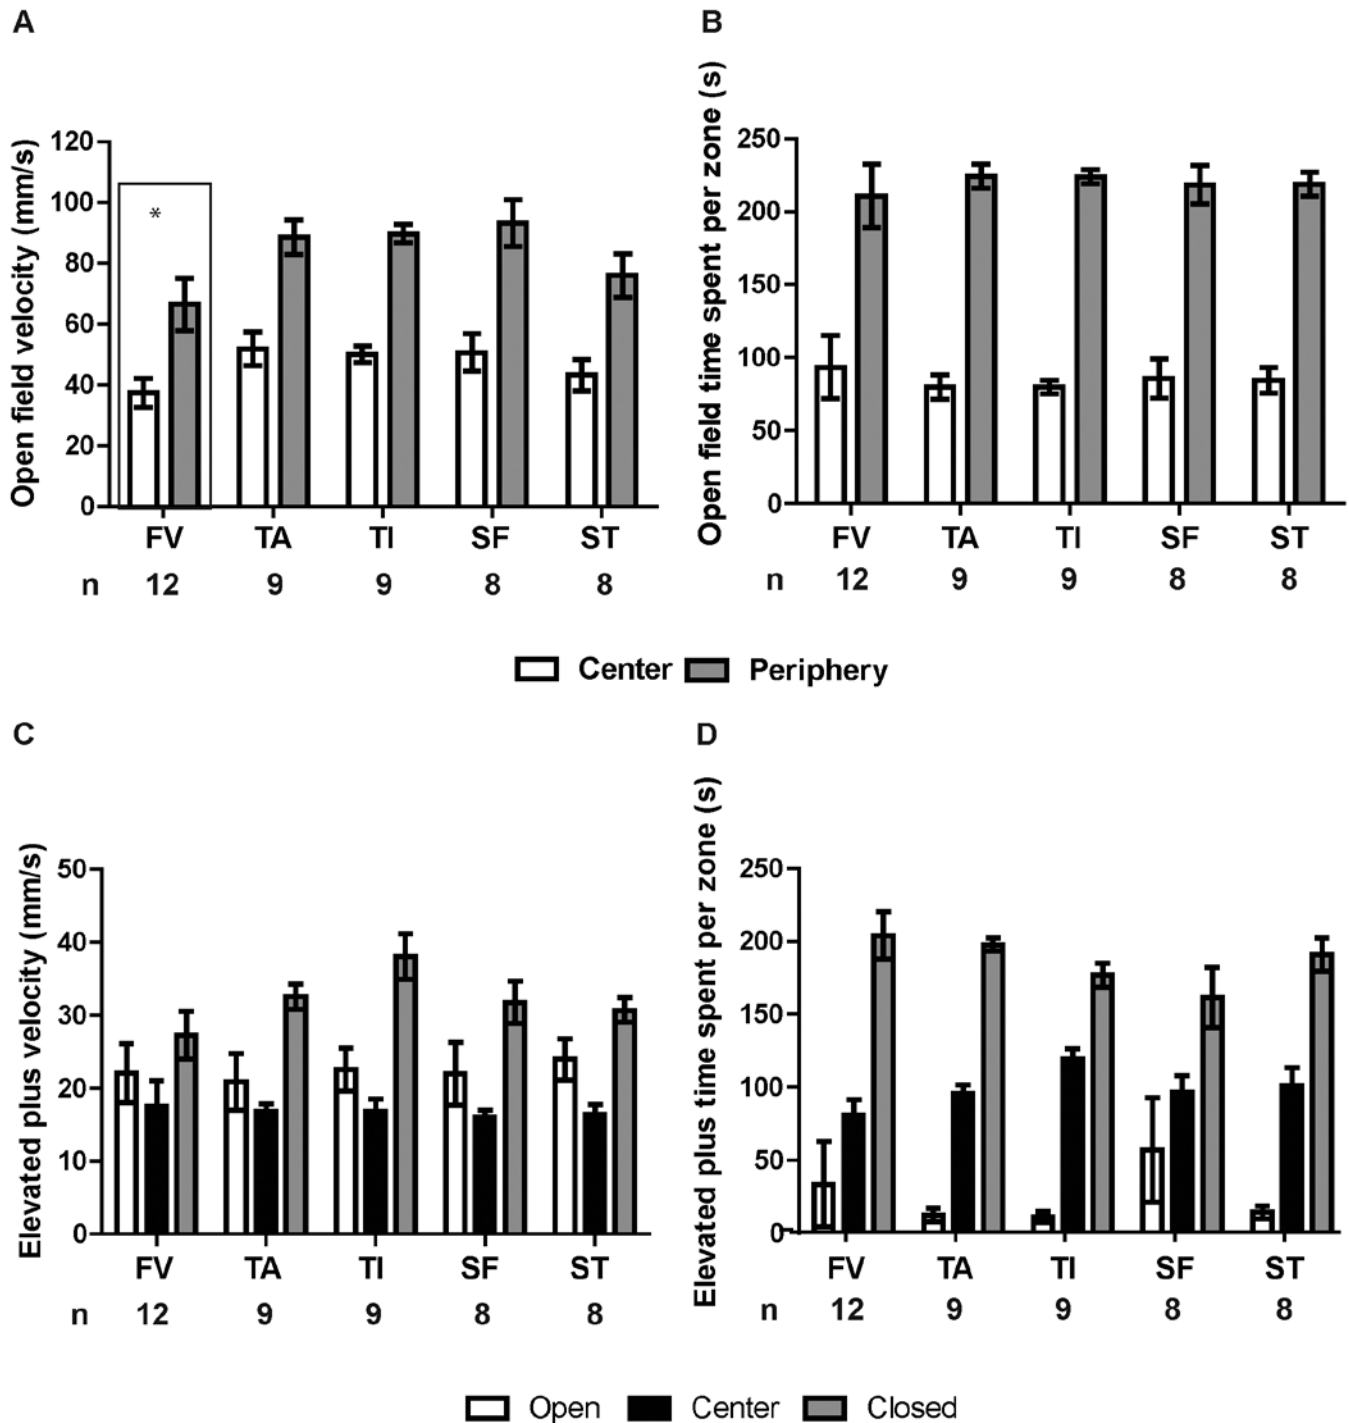 A
Open field velocity (mm/s)
120
100
80
60
40
20
0
*
FV TA TI SF ST
n 12 9 9 8 8
B
Open field time spent per zone (s)
250
200
150
100
50
0
FV TA TI SF ST
n 12 9 9 8 8
Center Periphery
C
Elevated plus velocity (mm/s)
50
40
30
20
10
0
FV TA TI SF ST
n 12 9 9 8 8
D
Elevated plus time spent per zone (s)
250
200
150
100
50
0
FV TA TI SF ST
n 12 9 9 8 8
Open Center Closed